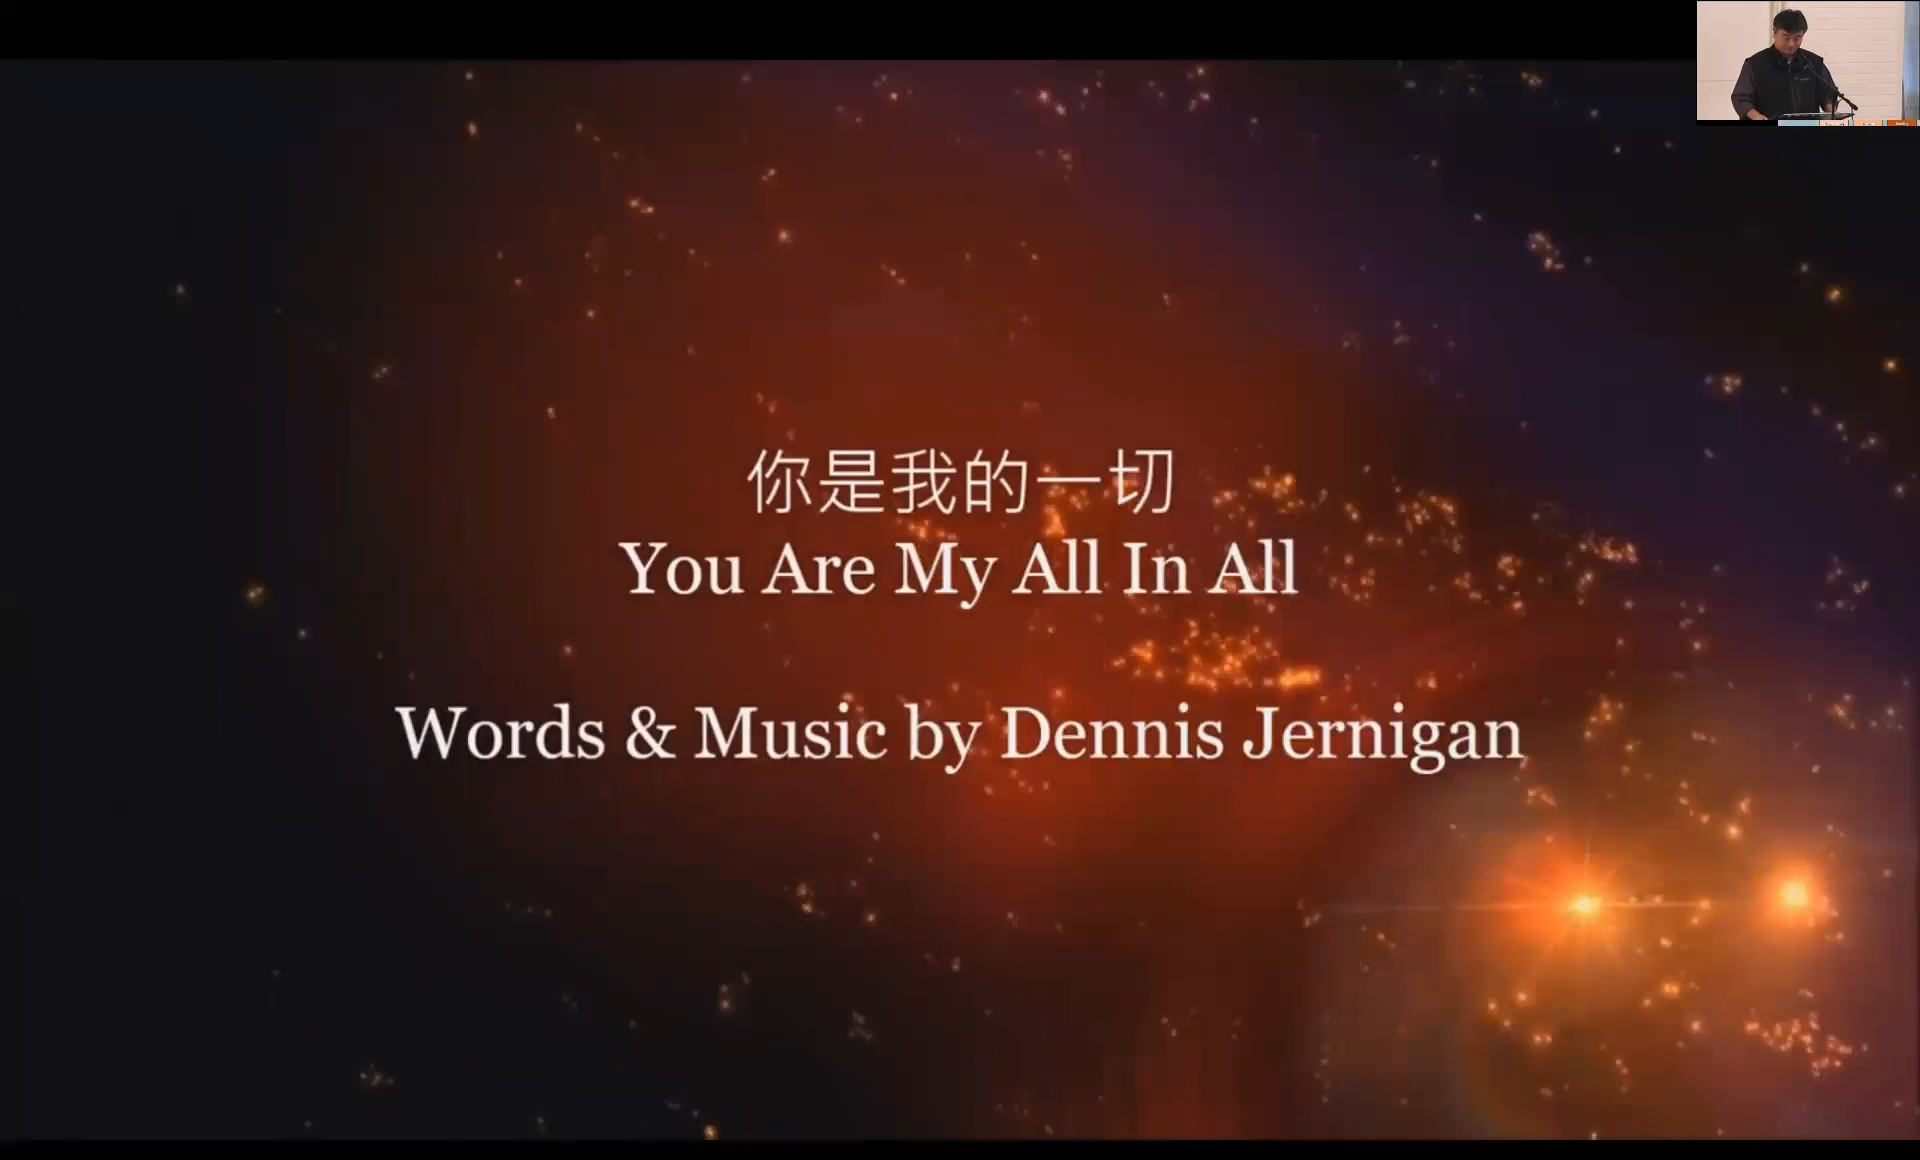 你是我的一切
You Are My All In All
Words & Music by Dennis Jernigan